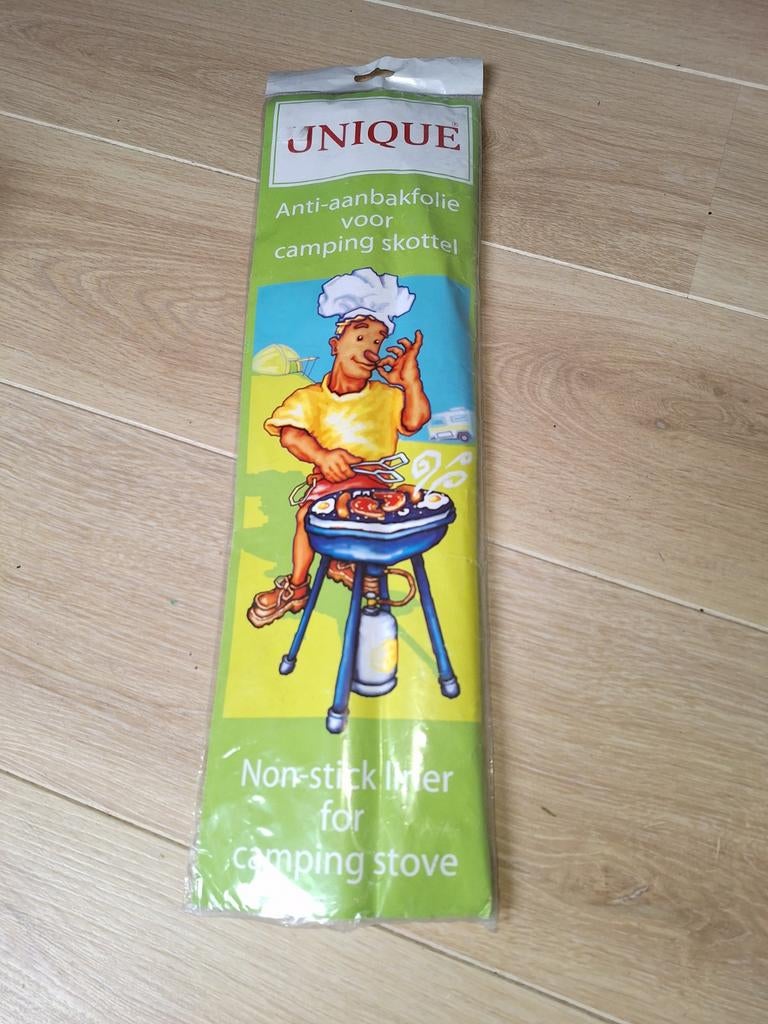 UNIQUE®
Anti-aanbakfolie
voor
camping skottel
Non-stick liner
for
camping stove